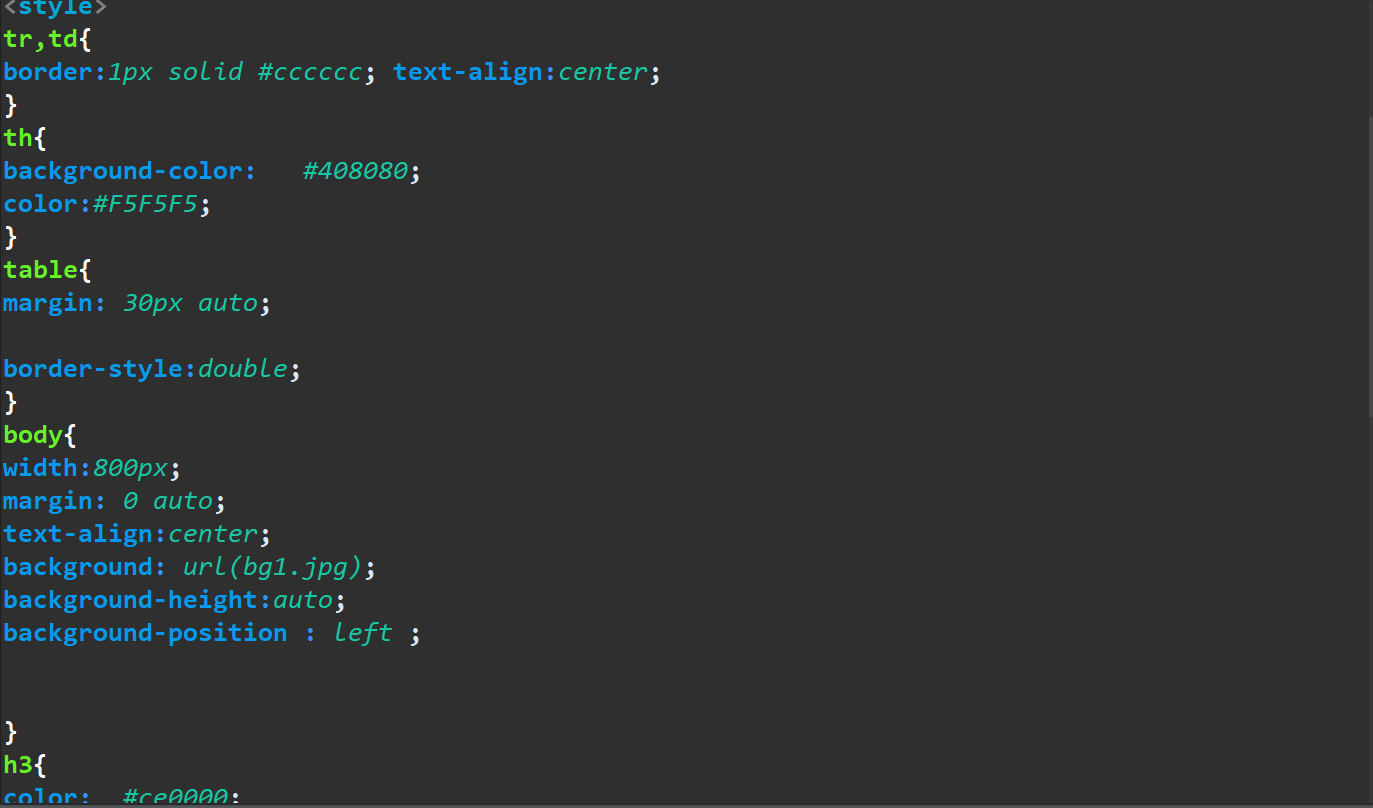 <style>
tr,td{
border:1px solid #cccccc; text-align:center;
}
th{
background-color:   #408080;
color:#F5F5F5;
}
table{
margin: 30px auto;
border-style:double;
}
body{
width:800px;
margin: 0 auto;
text-align:center;
background: url(bg1.jpg);
background-height:auto;
background-position : left ;
}
h3{
color:  #ce0000;